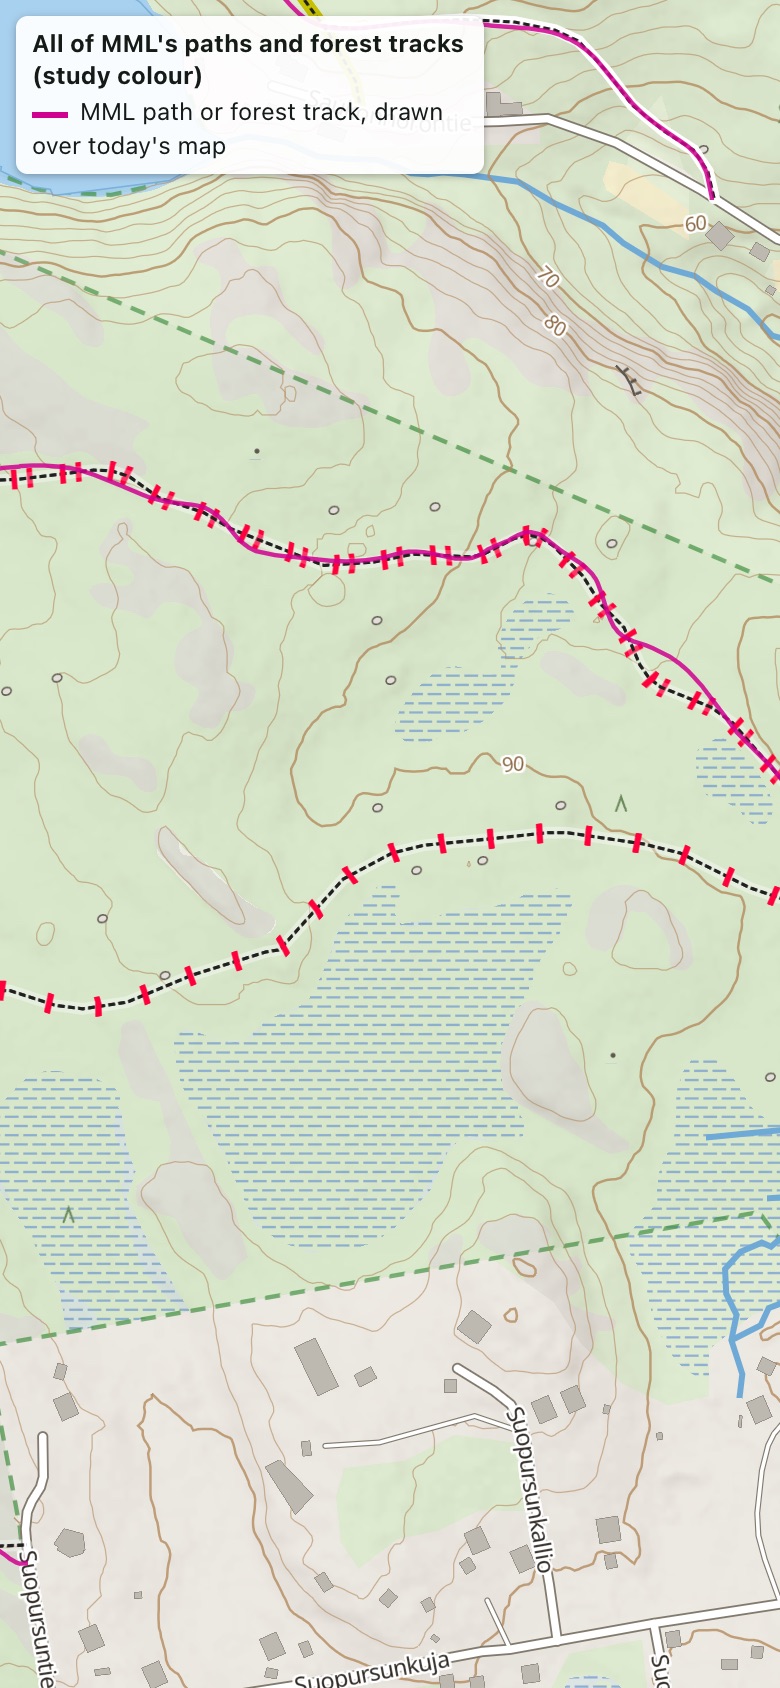 All of MML's paths and forest tracks
(study colour)
MML path or forest track, drawn
over today's map
60
70
80
90
Suopursunkallio
Suopursuntie
Suopursunkuja
Suo